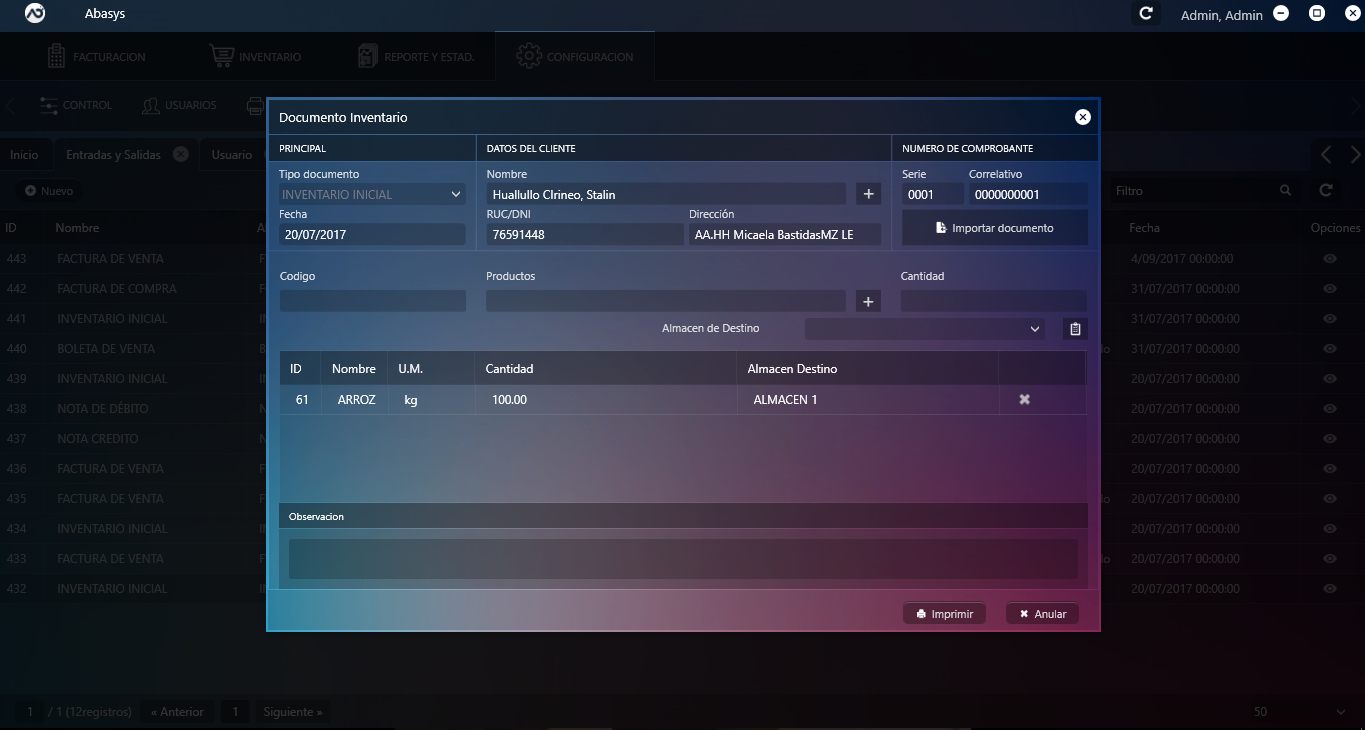 Abasys
Admin, Admin
FACTURACION
INVENTARIO
REPORTE Y ESTAD.
CONFIGURACION
CONTROL
USUARIOS
Inicio
Entradas y Salidas
Usuario
Nuevo
Filtro
ID
Nombre
Fecha
Opciones
443 FACTURA DE VENTA 4/09/2017 00:00:00
442 FACTURA DE COMPRA 31/07/2017 00:00:00
441 INVENTARIO INICIAL 31/07/2017 00:00:00
440 BOLETA DE VENTA 31/07/2017 00:00:00
439 INVENTARIO INICIAL 20/07/2017 00:00:00
438 NOTA DE DÉBITO 20/07/2017 00:00:00
437 NOTA CREDITO 20/07/2017 00:00:00
436 FACTURA DE VENTA 20/07/2017 00:00:00
435 FACTURA DE VENTA 20/07/2017 00:00:00
434 INVENTARIO INICIAL 20/07/2017 00:00:00
433 FACTURA DE VENTA 20/07/2017 00:00:00
432 INVENTARIO INICIAL 20/07/2017 00:00:00
Documento Inventario
PRINCIPAL
DATOS DEL CLIENTE
NUMERO DE COMPROBANTE
Tipo documento
INVENTARIO INICIAL
Fecha
20/07/2017
Nombre
Huallullo CIrineo, Stalin
RUC/DNI
76591448
Dirección
AA.HH Micaela BastidasMZ LE
Serie
0001
Correlativo
0000000001
Importar documento
Codigo
Productos
Cantidad
Almacen de Destino
ID Nombre U.M. Cantidad Almacen Destino
61 ARROZ kg 100.00 ALMACEN 1
Observacion
Imprimir
Anular
1 / 1 (12registros) « Anterior 1 Siguiente »
50